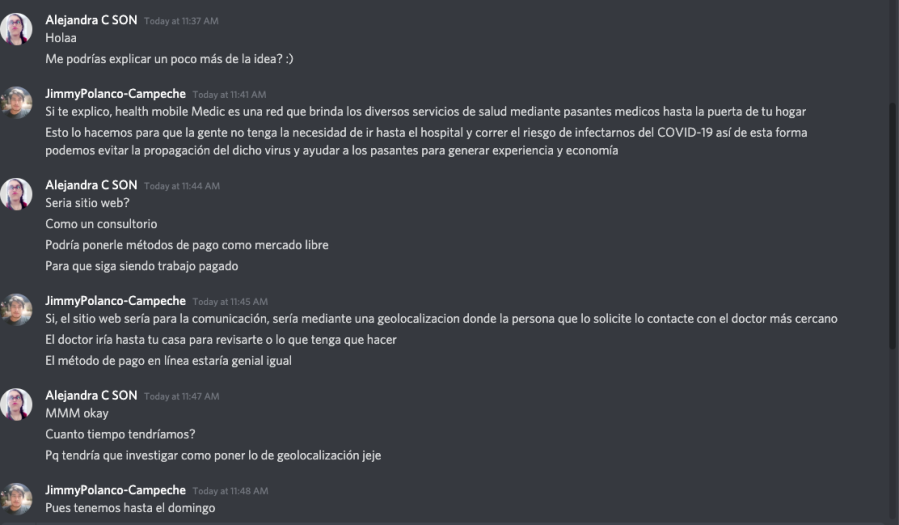 Alejandra C SON Today at 11:37 AM
Holaa
Me podrías explicar un poco más de la idea? :)
JimmyPolanco-Campeche Today at 11:41 AM
Si te explico, health mobile Medic es una red que brinda los diversos servicios de salud mediante pasantes medicos hasta la puerta de tu hogar
Esto lo hacemos para que la gente no tenga la necesidad de ir hasta el hospital y correr el riesgo de infectarnos del COVID-19 así de esta forma
podemos evitar la propagación del dicho virus y ayudar a los pasantes para generar experiencia y economía
Alejandra C SON Today at 11:44 AM
Seria sitio web?
Como un consultorio
Podría ponerle métodos de pago como mercado libre
Para que siga siendo trabajo pagado
JimmyPolanco-Campeche Today at 11:45 AM
Si, el sitio web sería para la comunicación, sería mediante una geolocalizacion donde la persona que lo solicite lo contacte con el doctor más cercano
El doctor iría hasta tu casa para revisarte o lo que tenga que hacer
El método de pago en línea estaría genial igual
Alejandra C SON Today at 11:47 AM
MMM okay
Cuanto tiempo tendríamos?
Pq tendría que investigar como poner lo de geolocalización jeje
JimmyPolanco-Campeche Today at 11:48 AM
Pues tenemos hasta el domingo